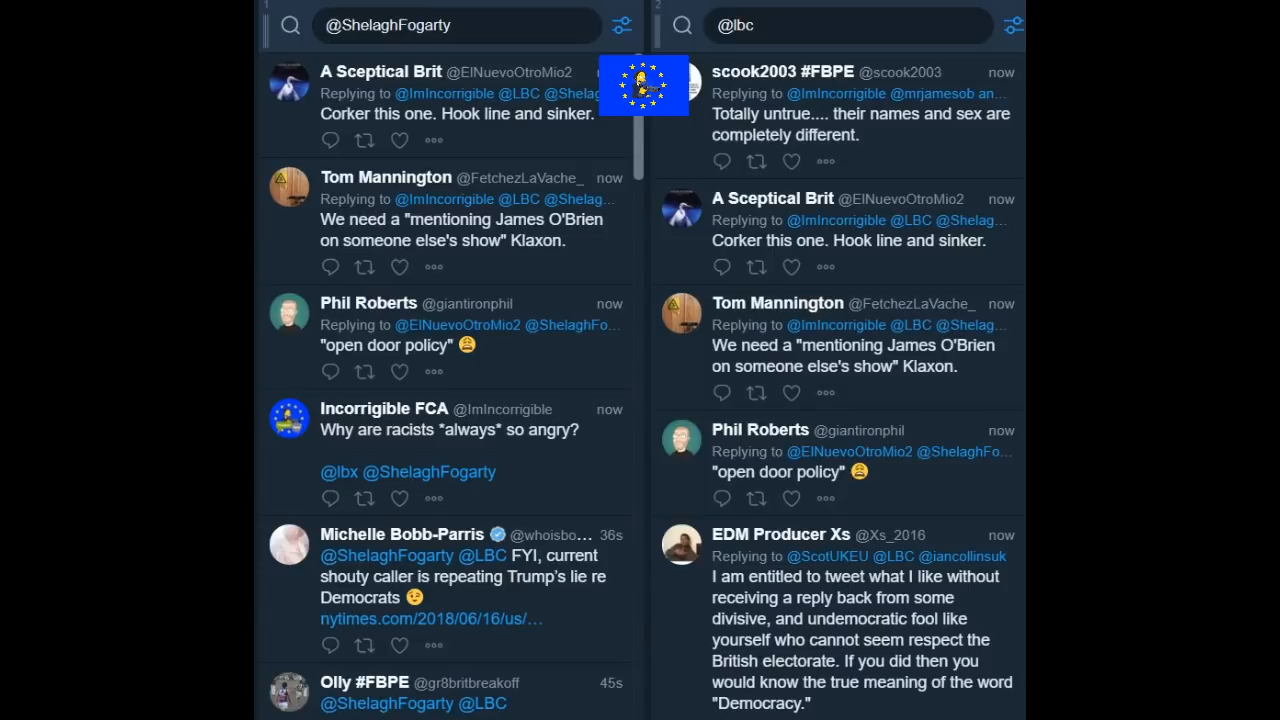 1
@ShelaghFogarty
A Sceptical Brit @ElNuevoOtroMio2
Replying to @ImIncorrigible @LBC @Shelag
Corker this one. Hook line and sinker.
Tom Mannington @FetchezLaVache_ now
Replying to @ImIncorrigible @LBC @Shelag...
We need a "mentioning James O'Brien
on someone else's show" Klaxon.
Phil Roberts @giantironphil now
Replying to @ElNuevoOtroMio2 @ShelaghFo...
"open door policy" 😩
Incorrigible FCA @ImIncorrigible now
Why are racists *always* so angry?
@lbx @ShelaghFogarty
Michelle Bobb-Parris @whoisbo... 36s
@ShelaghFogarty @LBC FYI, current
shouty caller is repeating Trump's lie re
Democrats 😉
nytimes.com/2018/06/16/us/...
Olly #FBPE @gr8britbreakoff 45s
@ShelaghFogarty @LBC
2
@lbc
scook2003 #FBPE @scook2003 now
Replying to @ImIncorrigible @mrjamesob an...
Totally untrue.... their names and sex are
completely different.
A Sceptical Brit @ElNuevoOtroMio2 now
Replying to @ImIncorrigible @LBC @Shelag...
Corker this one. Hook line and sinker.
Tom Mannington @FetchezLaVache_ now
Replying to @ImIncorrigible @LBC @Shelag...
We need a "mentioning James O'Brien
on someone else's show" Klaxon.
Phil Roberts @giantironphil now
Replying to @ElNuevoOtroMio2 @ShelaghFo...
"open door policy" 😩
EDM Producer Xs @Xs_2016 now
Replying to @ScotUKEU @LBC @iancollinsuk
I am entitled to tweet what I like without
receiving a reply back from some
divisive, and undemocratic fool like
yourself who cannot seem respect the
British electorate. If you did then you
would know the true meaning of the word
"Democracy."